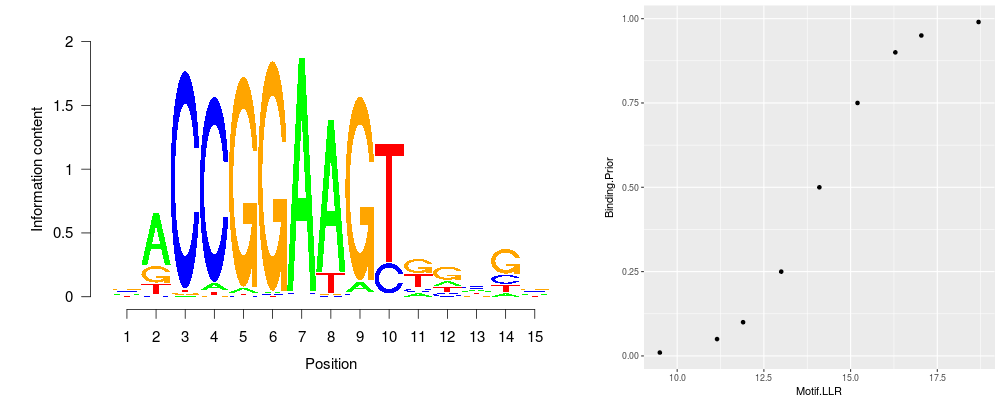 2
1.5
1
0.5
0
Information content
A G T C C G G A A T G A T C G T G A G C T
1 2 3 4 5 6 7 8 9 10 11 12 13 14 15
Position
1.00
0.75
0.50
0.25
0.00
Binding.Prior
10.0 12.5 15.0 17.5
Motif.LLR